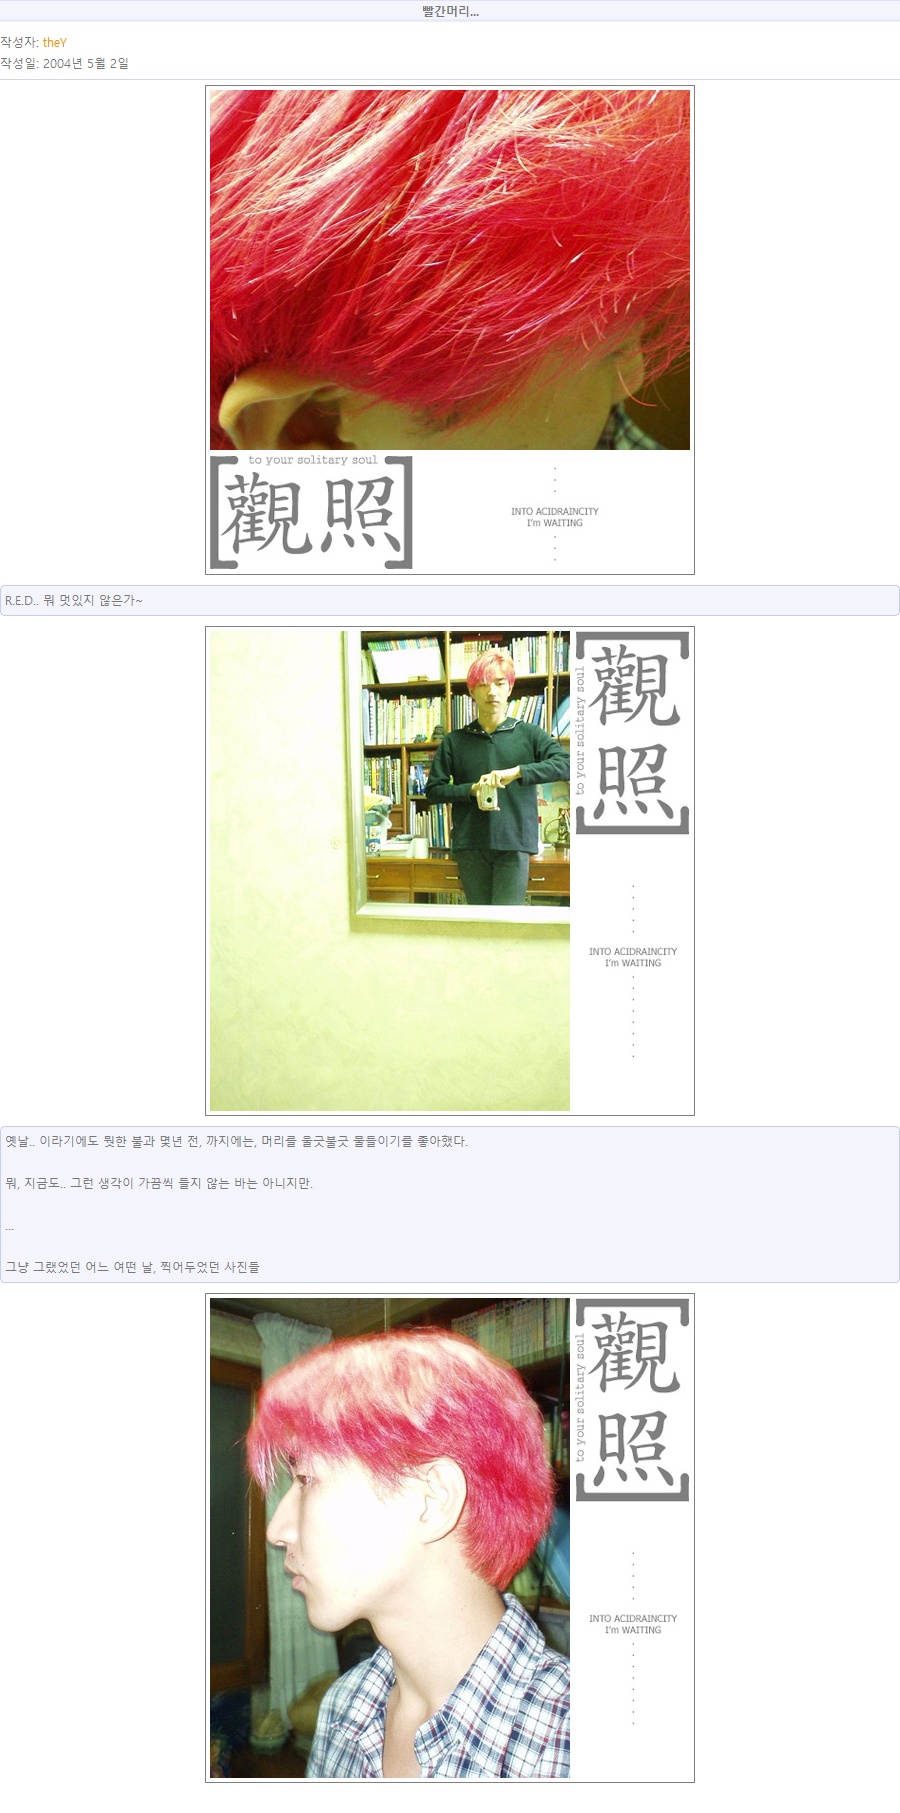 빨간머리...
작성자: theY
작성일: 2004년 5월 2일
to your solitary soul
觀照
INTO ACIDRAINCITY
I'm WAITING
R.E.D.. 뭐 멋있지 않은가~
to your solitary soul
觀
照
INTO ACIDRAINCITY
I'm WAITING
옛날.. 이라기에도 뭣한 불과 몇년 전, 까지에는, 머리를 울긋불긋 물들이기를 좋아했다.
뭐, 지금도.. 그런 생각이 가끔씩 들지 않는 바는 아니지만.
...
그냥 그랬었던 어느 여떤 날, 찍어두었던 사진들
to your solitary soul
觀
照
INTO ACIDRAINCITY
I'm WAITING